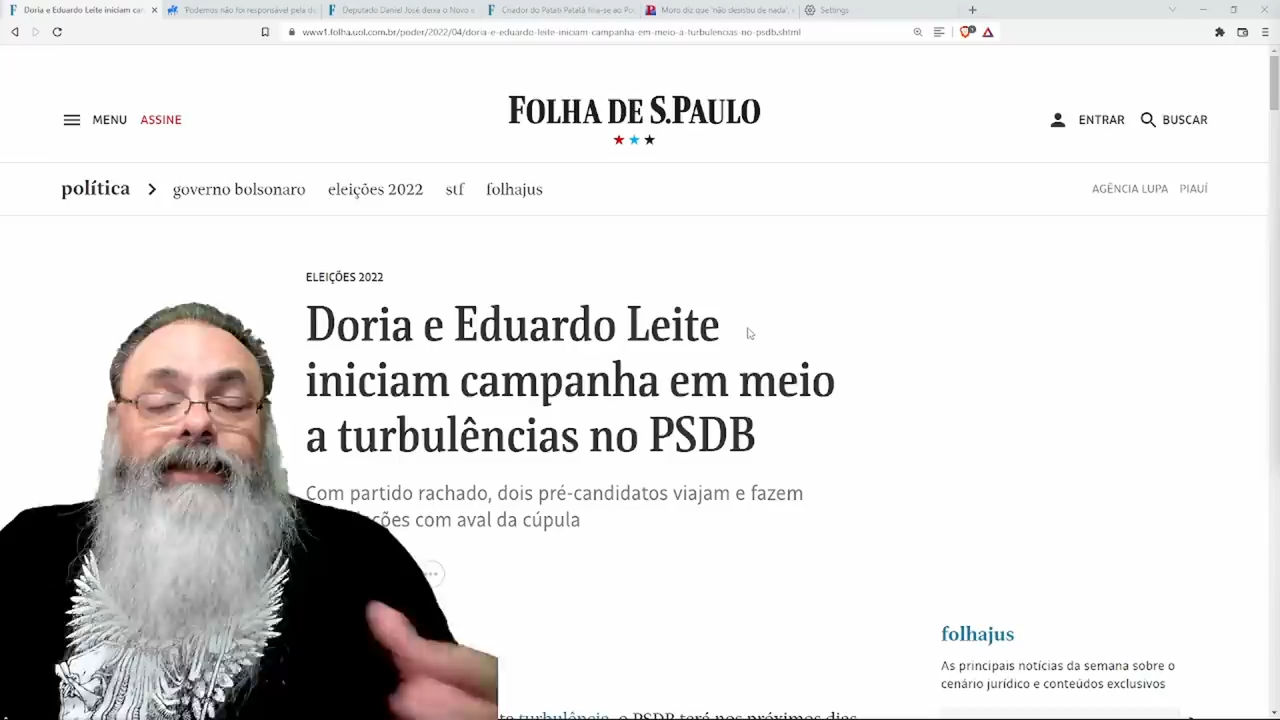 Doria e Eduardo Leite iniciam can
'Podemos não foi responsável pela d
Deputado Daniel José deixa o Novo e
Criador do Patati Patatá filia-se ao Po
Moro diz que 'não desistiu de nada',
Settings
www1.folha.uol.com.br/poder/2022/04/doria-e-eduardo-leite-iniciam-campanha-em-meio-a-turbulencias-no-psdb.shtml
MENU ASSINE
FOLHA DE S.PAULO
ENTRAR BUSCAR
política governo bolsonaro eleições 2022 stf folhajus
AGÊNCIA LUPA PIAUÍ
ELEIÇÕES 2022
Doria e Eduardo Leite
iniciam campanha em meio
a turbulências no PSDB
Com partido rachado, dois pré-candidatos viajam e fazem
ções com aval da cúpula
folhajus
As principais notícias da semana sobre o
cenário jurídico e conteúdos exclusivos
turbulência, o PSDB terá nos próximos dias